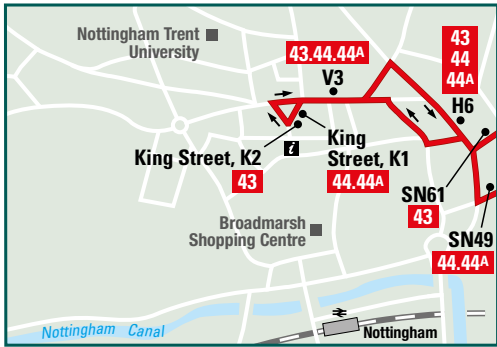 Nottingham Trent
University
43.44.44A
V3
43
44
44A
H6
King Street, K2
43
i
King
Street, K1
44.44A
SN61
43
SN49
44.44A
Broadmarsh
Shopping Centre
Nottingham Canal
Nottingham